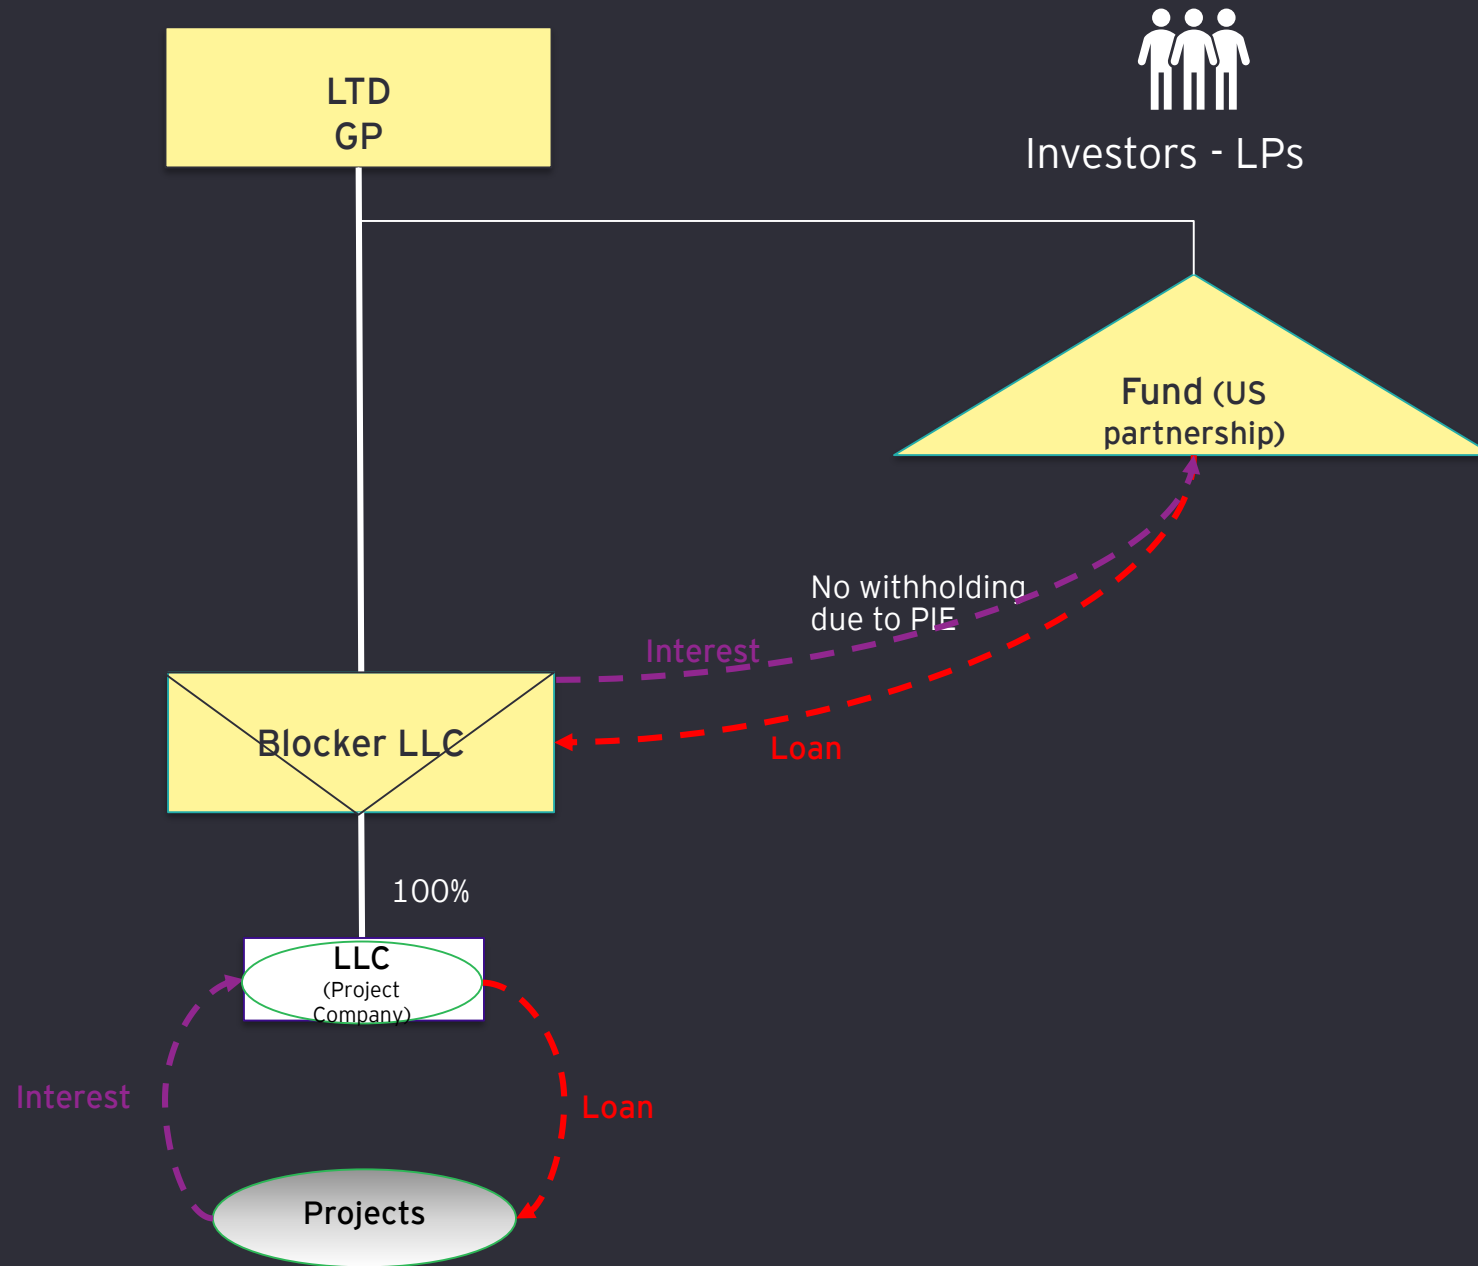 LTD
GP
Investors - LPs
Fund (US
partnership)
No withholding
due to PIE
Interest
Blocker LLC
Loan
100%
LLC
(Project
Company)
Interest
Loan
Projects